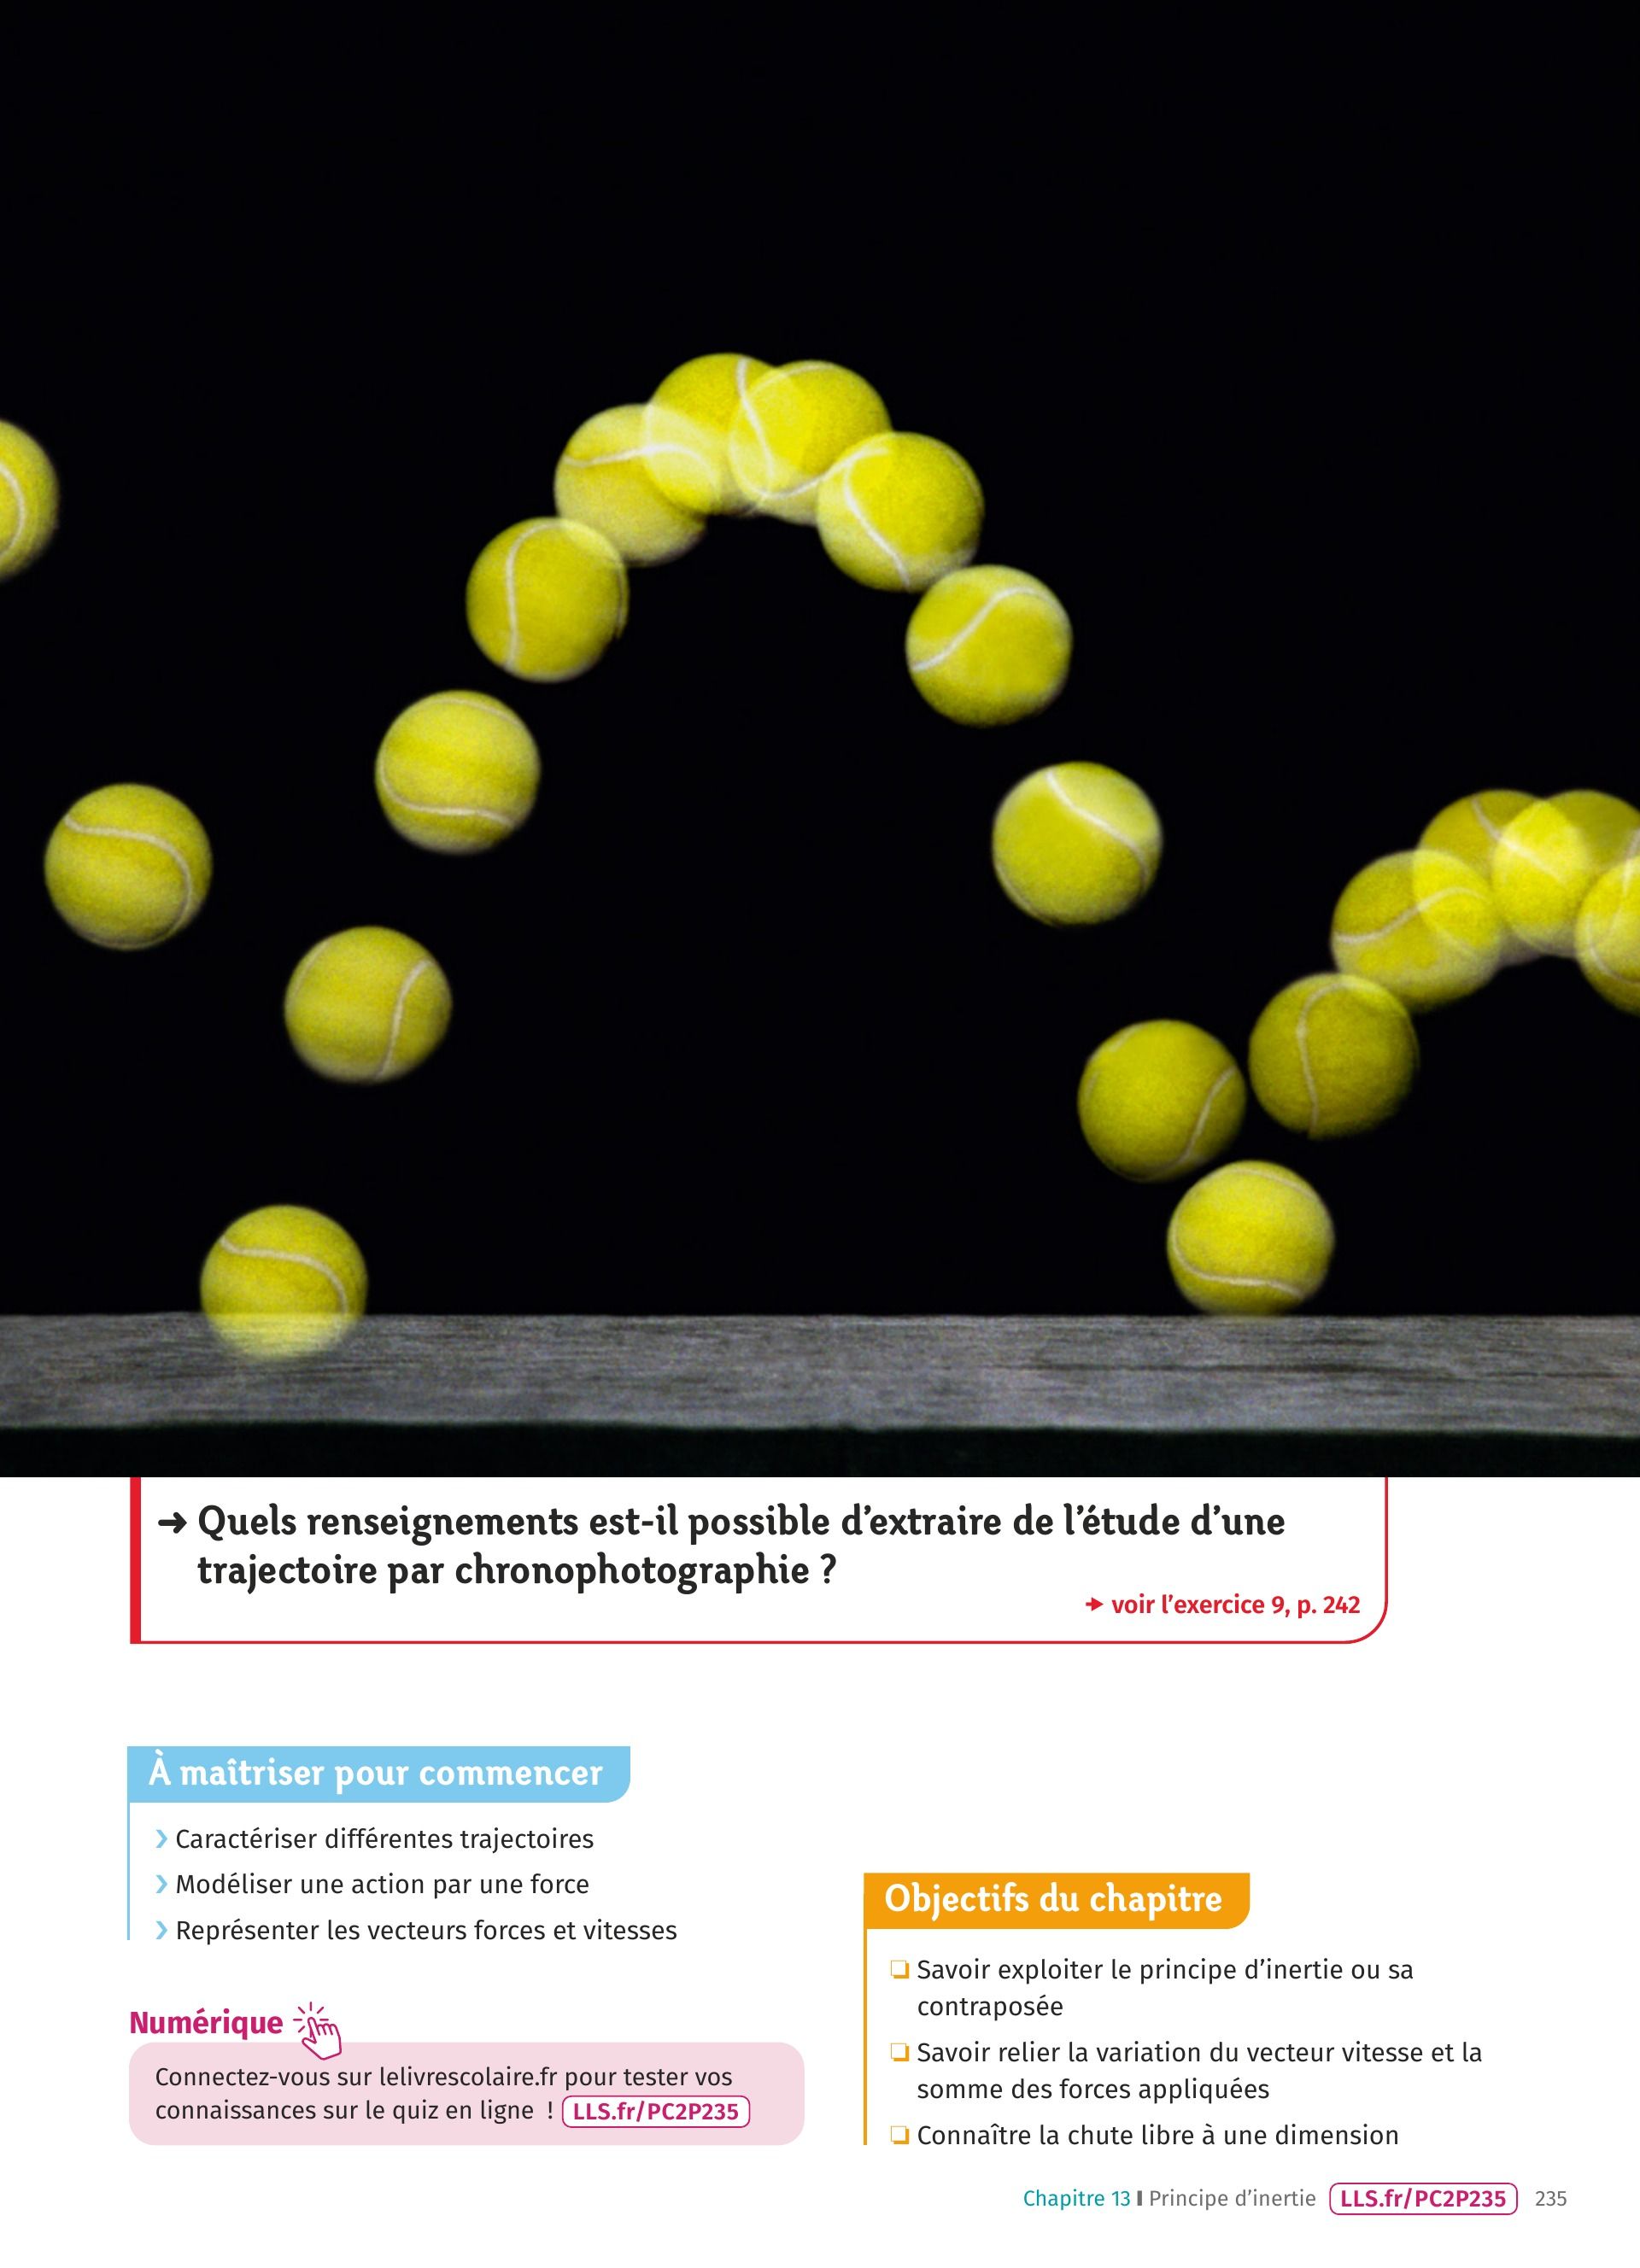 ➜ Quels renseignements est-il possible d’extraire de l’étude d’une
trajectoire par chronophotographie ?
➜ voir l’exercice 9, p. 242
À maîtriser pour commencer
› Caractériser différentes trajectoires
› Modéliser une action par une force
› Représenter les vecteurs forces et vitesses
Numérique
Connectez-vous sur lelivrescolaire.fr pour tester vos
connaissances sur le quiz en ligne ! LLS.fr/PC2P235
Objectifs du chapitre
❏ Savoir exploiter le principe d’inertie ou sa
contraposée
❏ Savoir relier la variation du vecteur vitesse et la
somme des forces appliquées
❏ Connaître la chute libre à une dimension
Chapitre 13 I Principe d’inertie LLS.fr/PC2P235 235